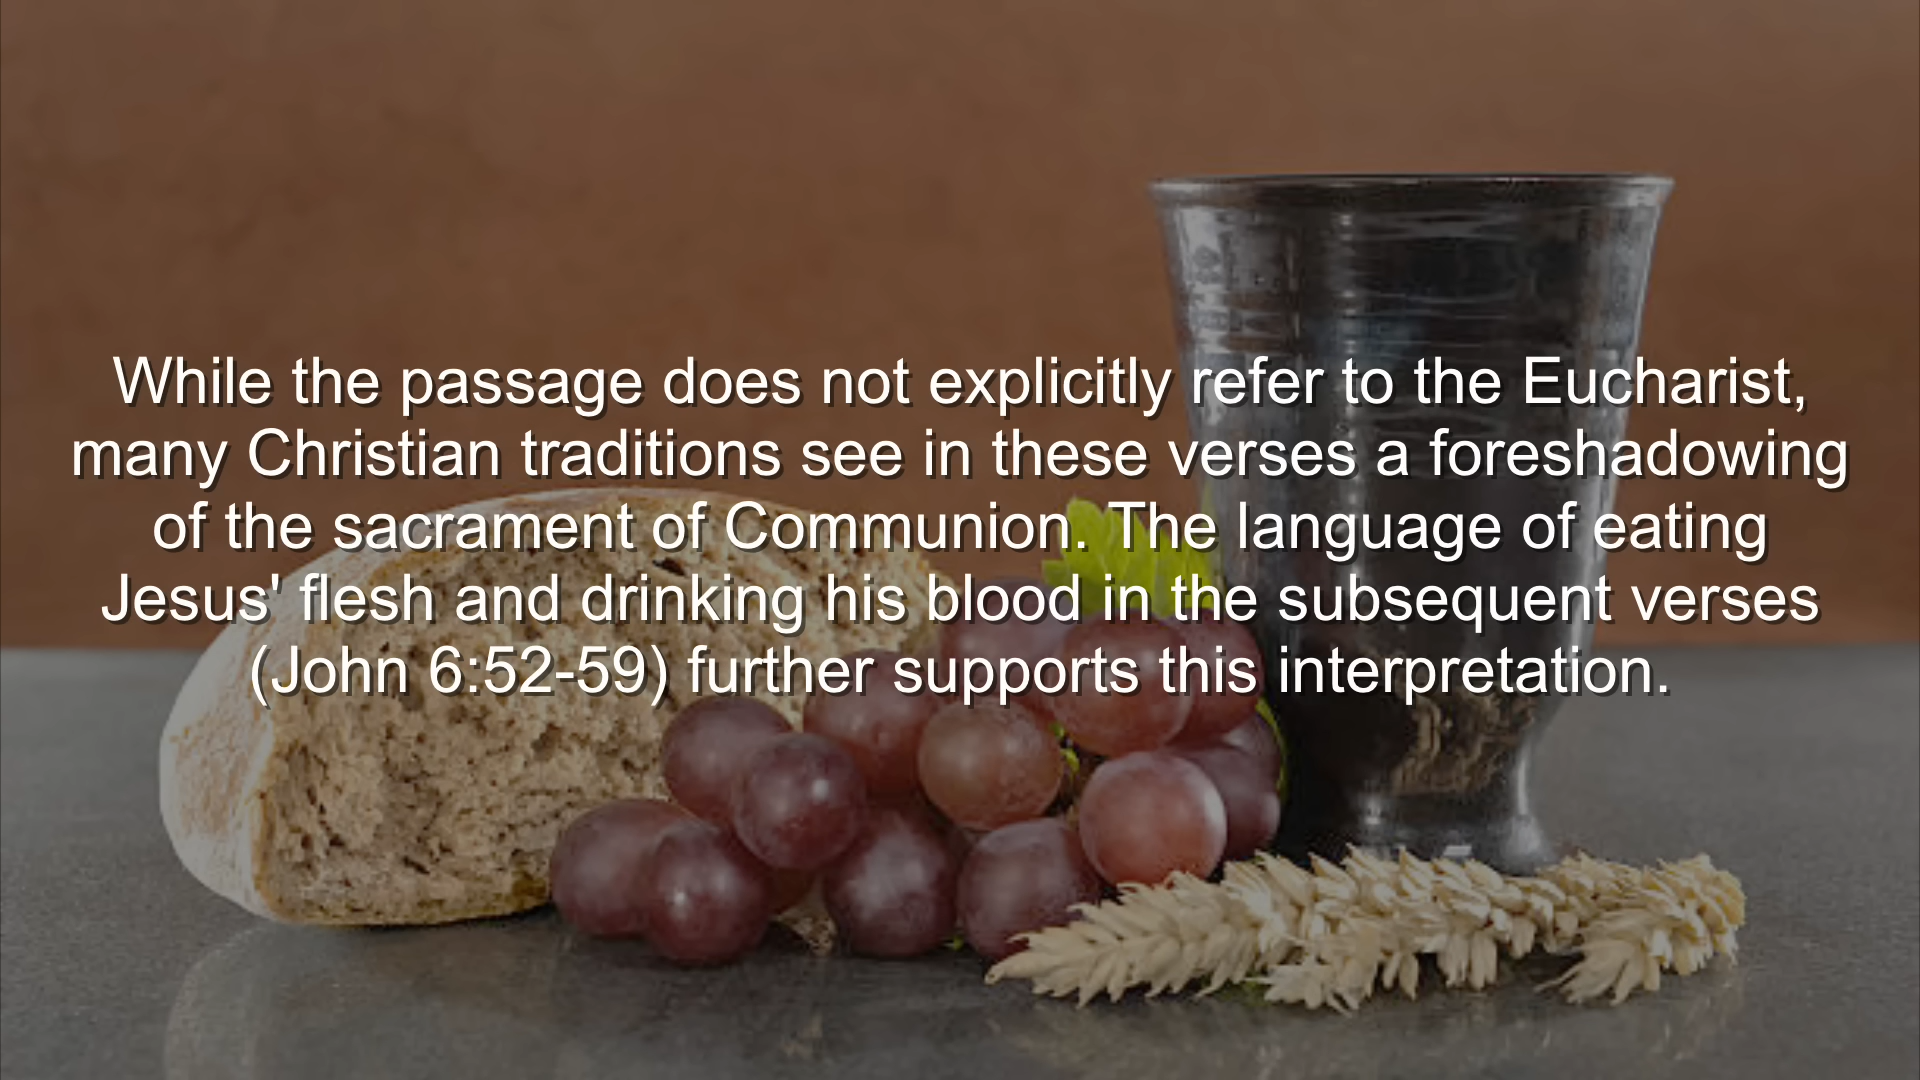 While the passage does not explicitly refer to the Eucharist,
many Christian traditions see in these verses a foreshadowing
of the sacrament of Communion. The language of eating
Jesus' flesh and drinking his blood in the subsequent verses
(John 6:52-59) further supports this interpretation.